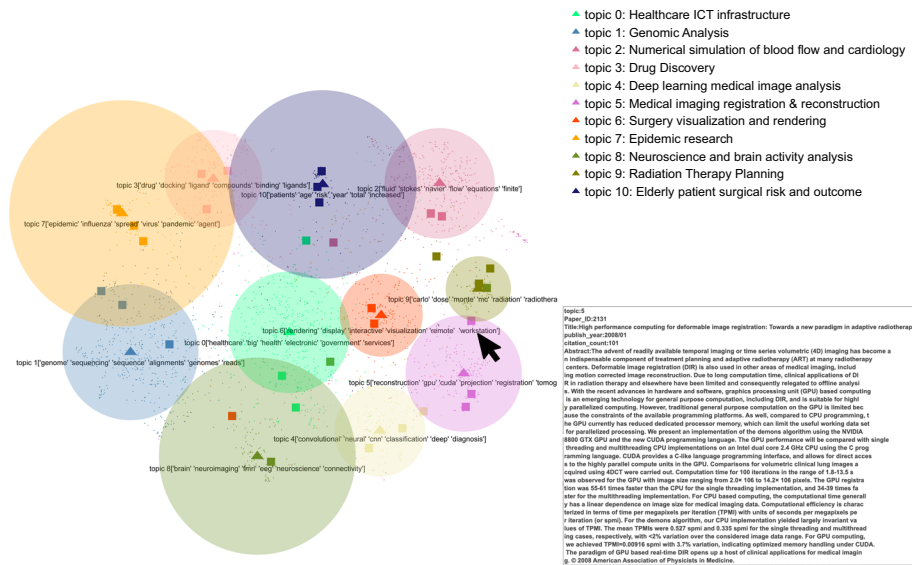 topic 0: Healthcare ICT infrastructure
topic 1: Genomic Analysis
topic 2: Numerical simulation of blood flow and cardiology
topic 3: Drug Discovery
topic 4: Deep learning medical image analysis
topic 5: Medical imaging registration & reconstruction
topic 6: Surgery visualization and rendering
topic 7: Epidemic research
topic 8: Neuroscience and brain activity analysis
topic 9: Radiation Therapy Planning
topic 10: Elderly patient surgical risk and outcome
topic 3['drug' 'docking' 'ligand' 'compounds' 'binding' 'ligands']
topic 2['fluid' 'stokes' 'navier' 'flow' 'equations' 'finite']
topic 10['patients' 'age' 'risk' 'year' 'total' 'increased']
topic 7['epidemic' 'influenza' 'spread' 'virus' 'pandemic' 'agent']
topic 9['carlo' 'dose' 'monte' 'mc' 'radiation' 'radiothera
topic 6['rendering' 'display' 'interactive' 'visualization' 'remote' 'workstation']
topic 0['healthcare' 'big' 'health' 'electronic' 'government' 'services']
topic 1['genome' 'sequencing' 'sequence' 'alignments' 'genomes' 'reads']
topic 5['reconstruction' 'gpu' 'cuda' 'projection' 'registration' 'tomog
topic 4['convolutional' 'neural' 'cnn' 'classification' 'deep' 'diagnosis']
topic 8['brain' 'neuroimaging' 'fmri' 'eeg' 'neuroscience' 'connectivity']
topic:5
Paper_ID:2131
Title:High performance computing for deformable image registration: Towards a new paradigm in adaptive radiotherap
publish_year:2008/01
citation_count:101
Abstract:The advent of readily available temporal imaging or time series volumetric (4D) imaging has become a
n indispensable component of treatment planning and adaptive radiotherapy (ART) at many radiotherapy
centers. Deformable image registration (DIR) is also used in other areas of medical imaging, includ
ing motion corrected image reconstruction. Due to long computation time, clinical applications of DI
R in radiation therapy and elsewhere have been limited and consequently relegated to offline analysi
s. With the recent advances in hardware and software, graphics processing unit (GPU) based computing
is an emerging technology for general purpose computation, including DIR, and is suitable for highl
y parallelized computing. However, traditional general purpose computation on the GPU is limited bec
ause the constraints of the available programming platforms. As well, compared to CPU programming, t
he GPU currently has reduced dedicated processor memory, which can limit the useful working data set
for parallelized processing. We present an implementation of the demons algorithm using the NVIDIA
8800 GTX GPU and the new CUDA programming language. The GPU performance will be compared with single
threading and multithreading CPU implementations on an Intel dual core 2.4 GHz CPU using the C prog
ramming language. CUDA provides a C-like language programming interface, and allows for direct acces
s to the highly parallel compute units in the GPU. Comparisons for volumetric clinical lung images a
cquired using 4DCT were carried out. Computation time for 100 iterations in the range of 1.8-13.5 s
was observed for the GPU with image size ranging from 2.0× 106 to 14.2× 106 pixels. The GPU registra
tion was 55-61 times faster than the CPU for the single threading implementation, and 34-39 times fa
ster for the multithreading implementation. For CPU based computing, the computational time generall
y has a linear dependence on image size for medical imaging data. Computational efficiency is charac
terized in terms of time per megapixels per iteration (TPMI) with units of seconds per megapixels pe
r iteration (or spmi). For the demons algorithm, our CPU implementation yielded largely invariant va
lues of TPMI. The mean TPMIs were 0.527 spmi and 0.335 spmi for the single threading and multithread
ing cases, respectively, with <2% variation over the considered image data range. For GPU computing,
we achieved TPMI=0.00916 spmi with 3.7% variation, indicating optimized memory handling under CUDA.
The paradigm of GPU based real-time DIR opens up a host of clinical applications for medical imagin
g. © 2008 American Association of Physicists in Medicine.